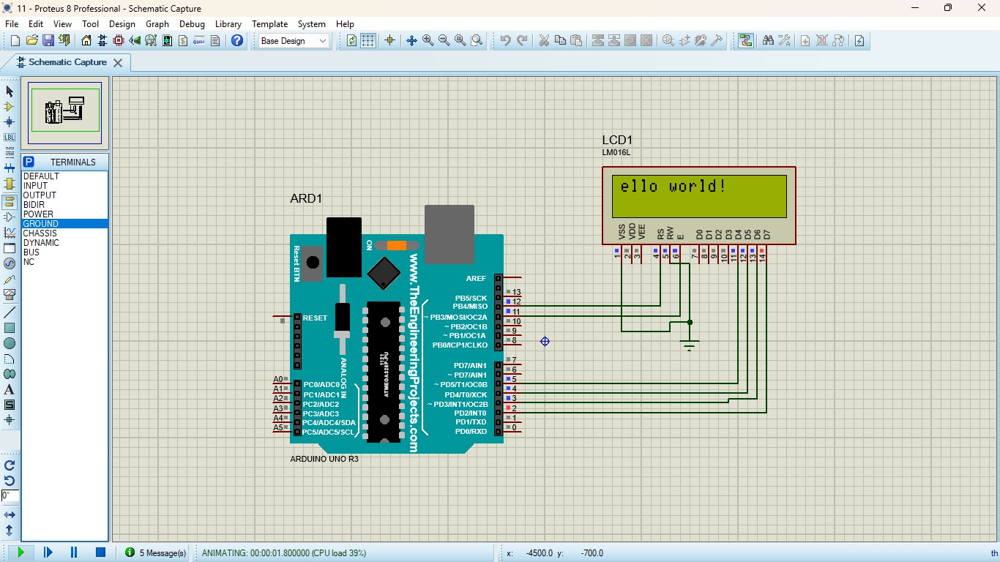 11 - Proteus 8 Professional - Schematic Capture
File Edit View Tool Design Graph Debug Library Template System Help
Base Design
Schematic Capture
P TERMINALS
DEFAULT
INPUT
OUTPUT
BIDIR
POWER
GROUND
CHASSIS
DYNAMIC
BUS
NC
LBL
A
S
0°
LCD1
LM016L
ello world!
VSS VDD VEE RS RW E D0 D1 D2 D3 D4 D5 D6 D7
1 2 3 4 5 6 7 8 9 10 11 12 13 14
ARD1
Reset BTN
ON
www.TheEngineeringProjects.com
ANALOG IN
1121
ATMEGA328P-PU
RESET
A0 PC0/ADC0
A1 PC1/ADC1
A2 PC2/ADC2
A3 PC3/ADC3
A4 PC4/ADC4/SDA
A5 PC5/ADC5/SCL
AREF
PB5/SCK 13
PB4/MISO 12
~ PB3/MOSI/OC2A 11
~ PB2/OC1B 10
~ PB1/OC1A 9
PB0/ICP1/CLKO 8
PD7/AIN1 7
~ PD7/AIN1 6
~ PD5/T1/OC0B 5
PD4/T0/XCK 4
~ PD3/INT1/OC2B 3
PD2/INT0 2
PD1/TXD 1
PD0/RXD 0
ARDUINO UNO R3
5 Message(s)
ANIMATING: 00:00:01.800000 (CPU load 39%)
x: -4500.0 y: -700.0
th